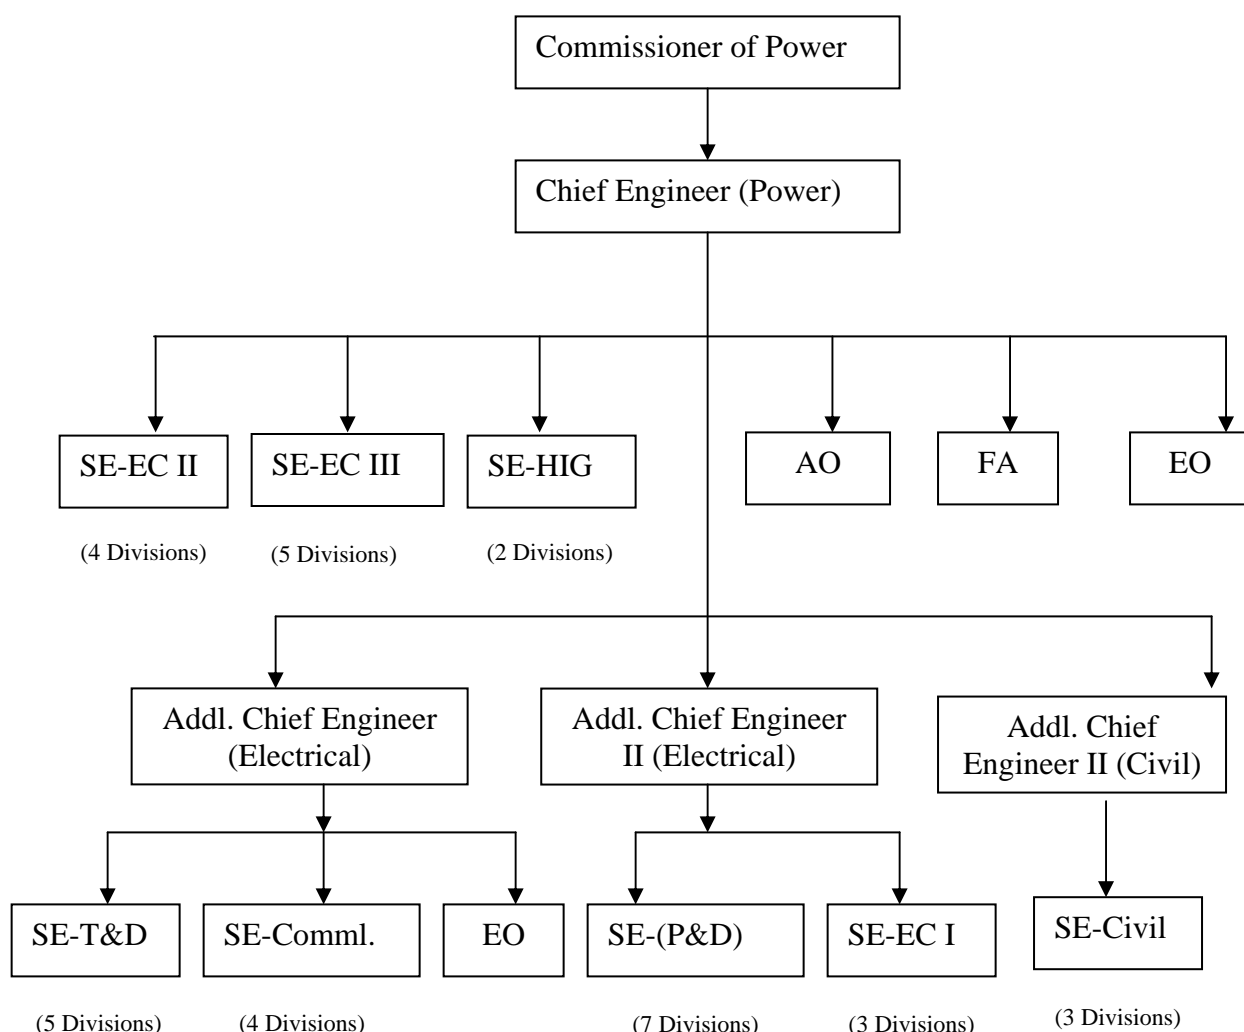 Commissioner of Power
Chief Engineer (Power)
SE-EC II
SE-EC III
SE-HIG
AO
FA
EO
(4 Divisions)
(5 Divisions)
(2 Divisions)
Addl. Chief Engineer
(Electrical)
Addl. Chief Engineer
II (Electrical)
Addl. Chief
Engineer II (Civil)
SE-T&D
SE-Comml.
EO
SE-(P&D)
SE-EC I
SE-Civil
(5 Divisions)
(4 Divisions)
(7 Divisions)
(3 Divisions)
(3 Divisions)